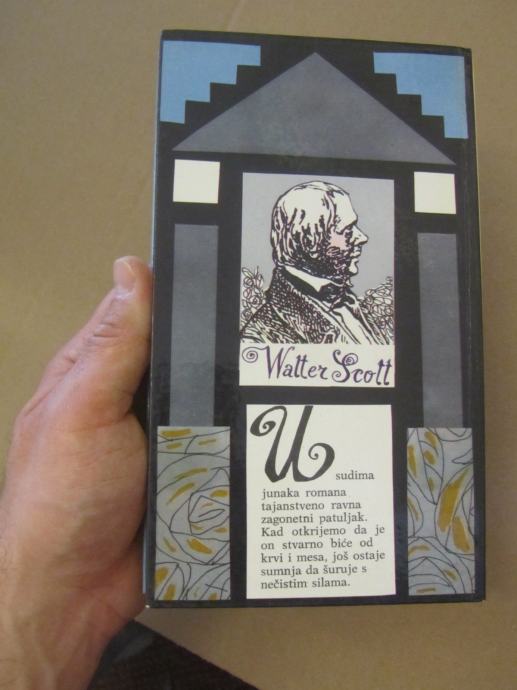 Walter Scott
U sudima
junaka romana
tajanstveno ravna
zagonetni patuljak.
Kad otkrijemo da je
on stvarno biće od
krvi i mesa, još ostaje
sumnja da šuruje s
nečistim silama.